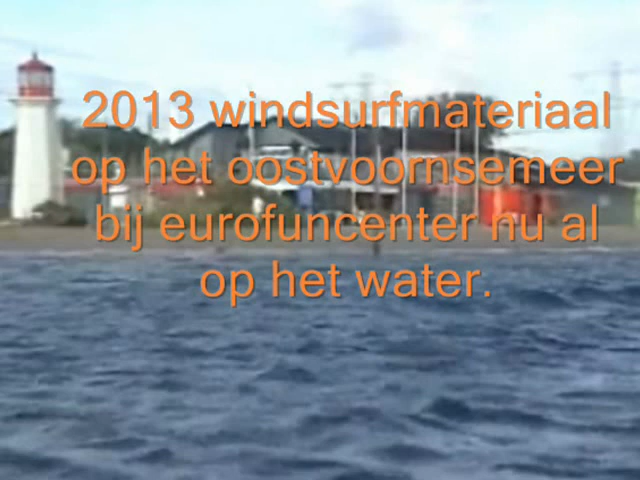 2013 windsurfmateriaal
op het oostvoornsemeer
bij eurofuncenter nu al
op het water.